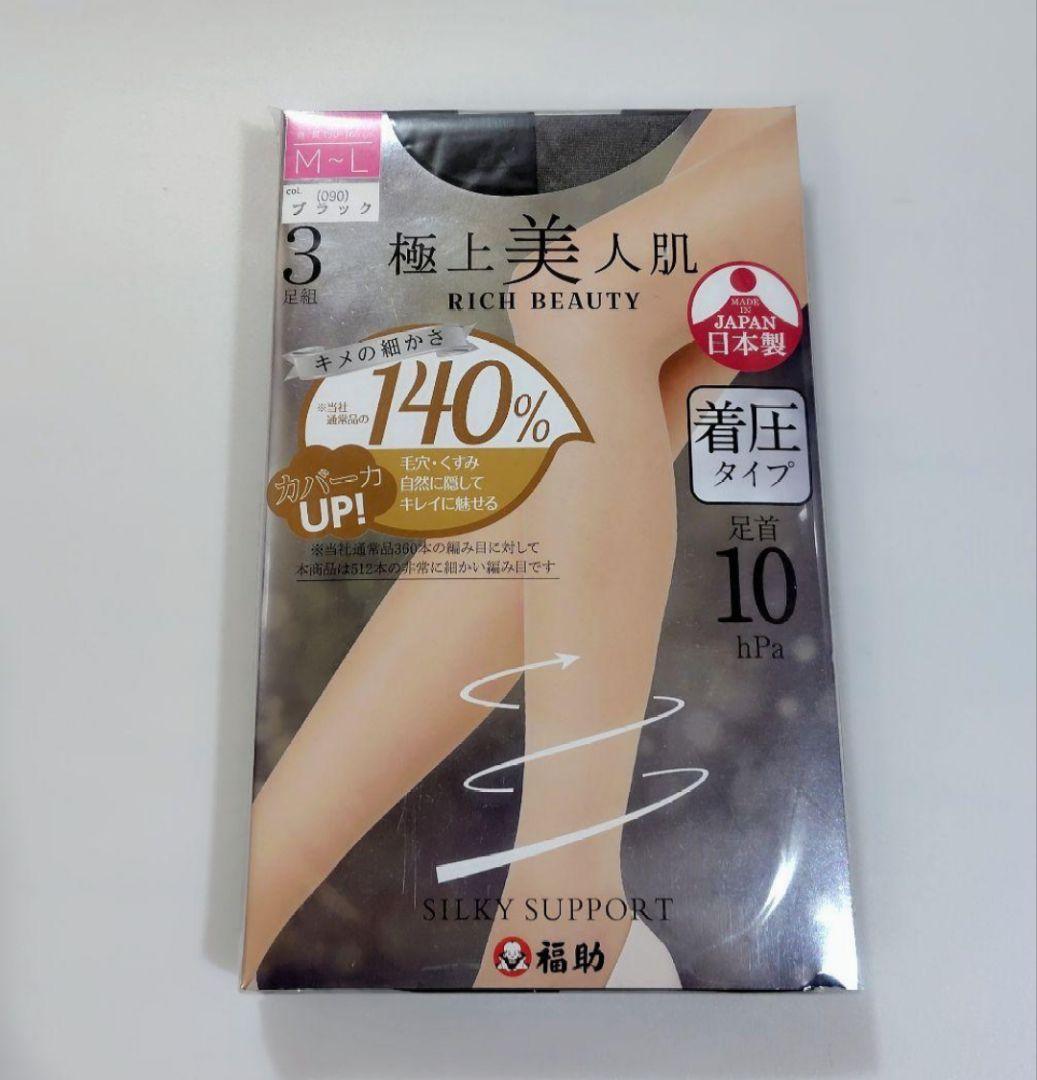 M~L
col.
(090)
ブラック
3
足組
極上美人肌
RICH BEAUTY
MADE
IN
JAPAN
日本製
キメの細かさ
※当社
通常品の
140%
カバー力
UP!
毛穴・くすみ
自然に隠して
キレイに魅せる
※当社通常品360本の編み目に対して
本商品は512本の非常に細かい編み目です
着圧
タイプ
足首
10
hPa
SILKY SUPPORT
福助